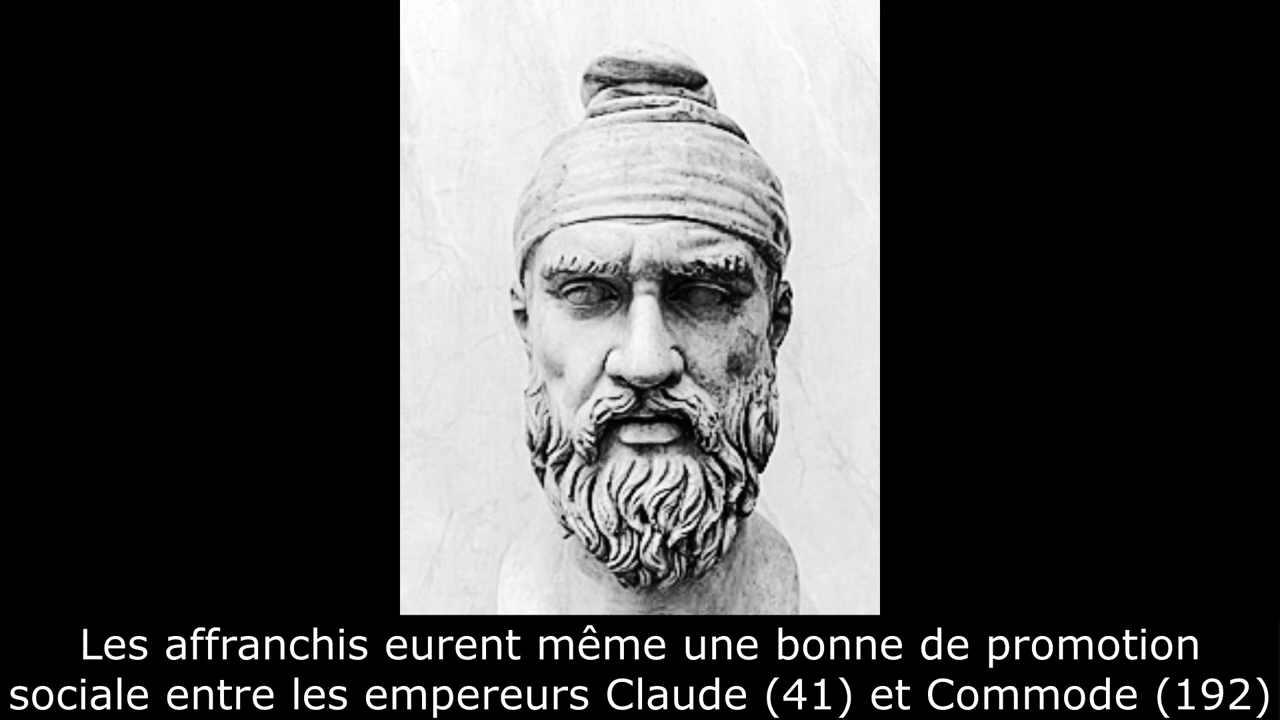 Les affranchis eurent même une bonne de promotion
sociale entre les empereurs Claude (41) et Commode (192)